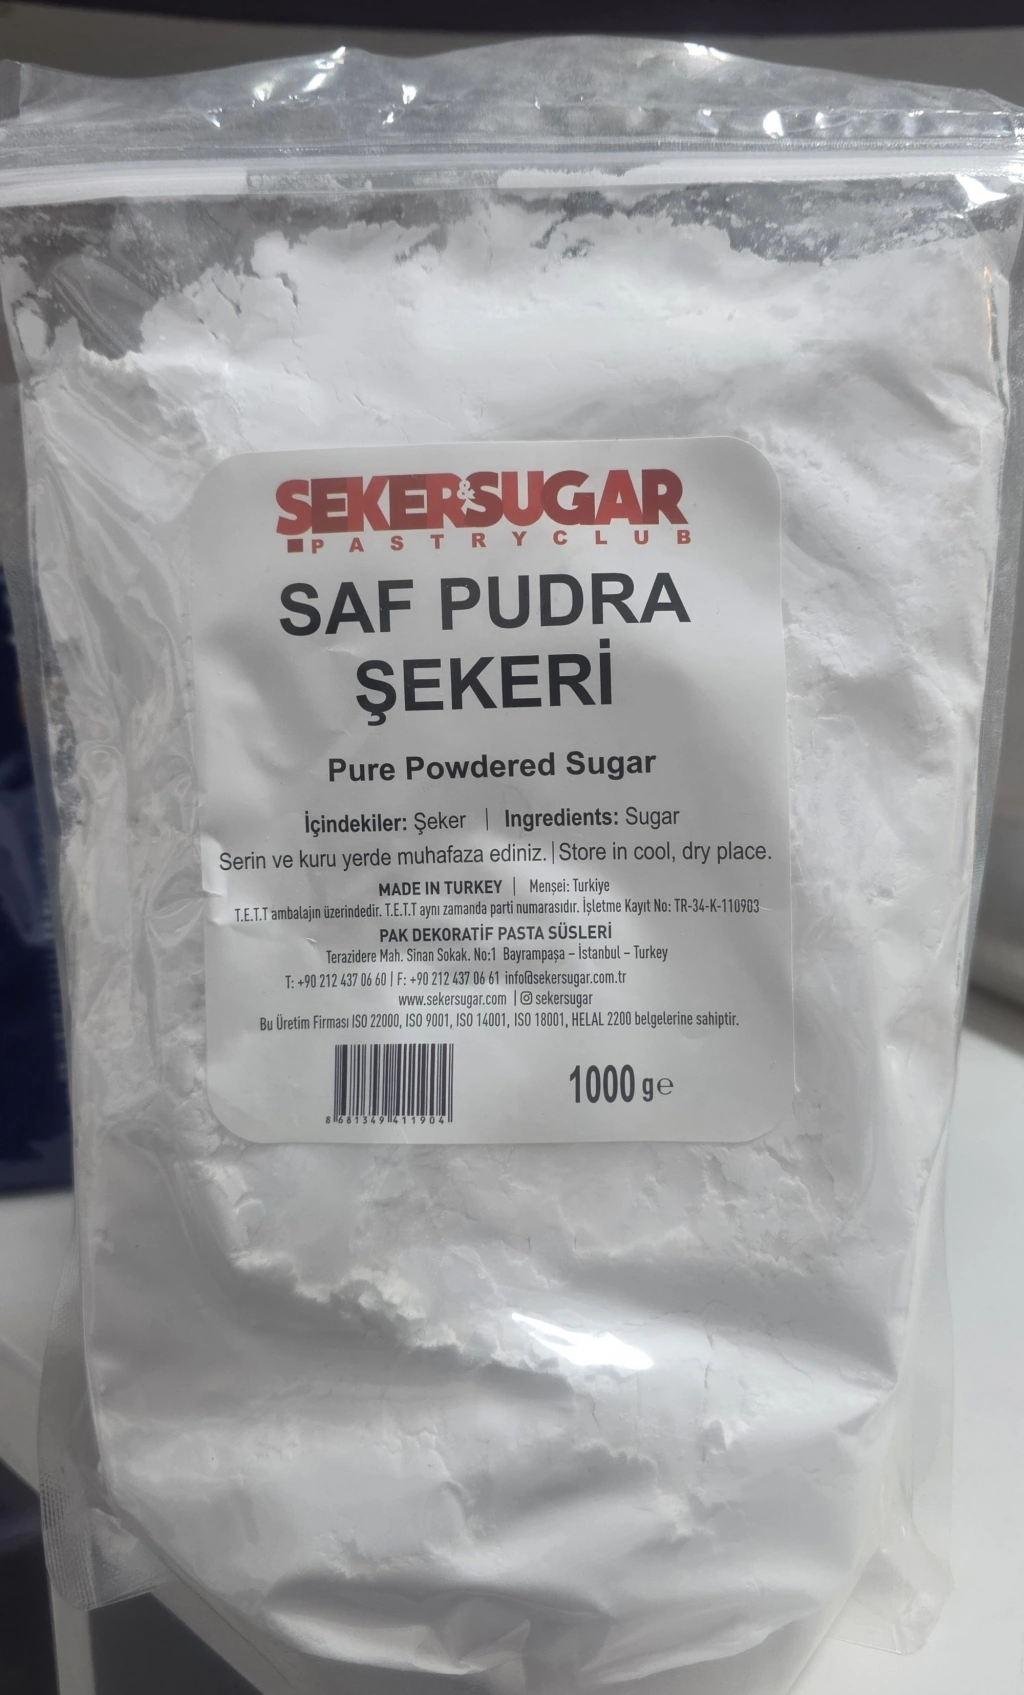 SEKER&SUGAR
PASTRYCLUB
SAF PUDRA
ŞEKERİ
Pure Powdered Sugar
İçindekiler: Şeker | Ingredients: Sugar
Serin ve kuru yerde muhafaza ediniz. | Store in cool, dry place.
MADE IN TURKEY | Menşei: Turkiye
T.E.T.T ambalajın üzerindedir. T.E.T.T aynı zamanda parti numarasıdır. İşletme Kayıt No: TR-34-K-110903
PAK DEKORATİF PASTA SÜSLERİ
Terazidere Mah. Sinan Sokak. No:1 Bayrampaşa – İstanbul – Turkey
T: +90 212 437 06 60 | F: +90 212 437 06 61 info@sekersugar.com.tr
www.sekersugar.com | sekersugar
Bu Üretim Firması ISO 22000, ISO 9001, ISO 14001, ISO 18001, HELAL 2200 belgelerine sahiptir.
1000 g℮
8681349411904